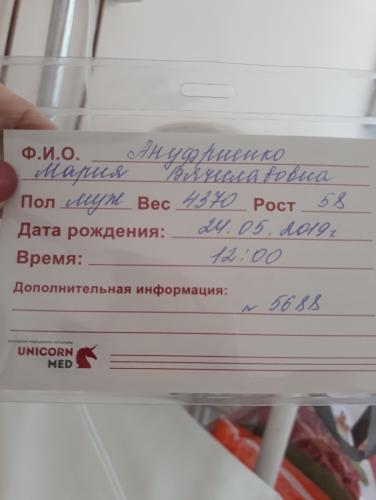 Ф.И.О. Ануфриенко
Мария Вячиславовна
Пол муж Вес 4370 Рост 58
Дата рождения: 24.05.2019г
Время: 12:00
Дополнительная информация:
№ 5688
UNICORN
MED